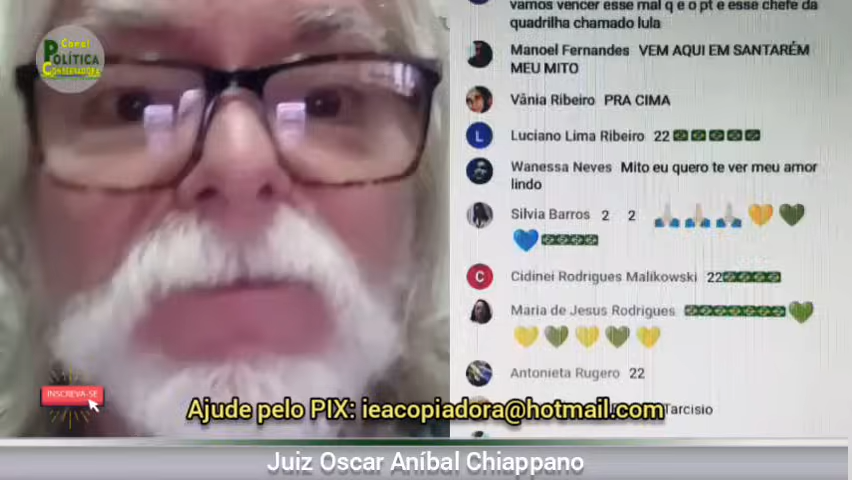 Canal
POLÍTICA
CONSERVADORA
vamos vencer esse mal q e o pt e esse chefe da
quadrilha chamado lula
Manoel Fernandes VEM AQUI EM SANTARÉM
MEU MITO
Vânia Ribeiro PRA CIMA
L
Luciano Lima Ribeiro 22
Wanessa Neves Mito eu quero te ver meu amor
lindo
Silvia Barros 2 2
C
Cidinei Rodrigues Malikowski 22
Maria de Jesus Rodrigues
Antonieta Rugero 22
Tarcisio
INSCREVA-SE
Ajude pelo PIX: ieacopiadora@hotmail.com
Juiz Oscar Aníbal Chiappano